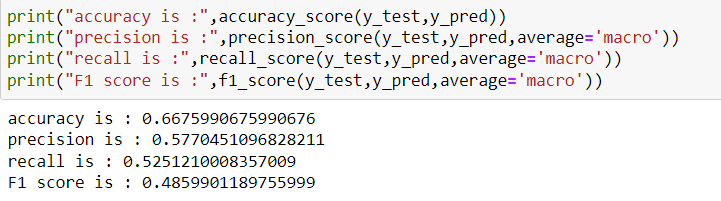 print("accuracy is :",accuracy_score(y_test,y_pred))
print("precision is :",precision_score(y_test,y_pred,average='macro'))
print("recall is :",recall_score(y_test,y_pred,average='macro'))
print("F1 score is :",f1_score(y_test,y_pred,average='macro'))
accuracy is : 0.6675990675990676
precision is : 0.5770451096828211
recall is : 0.5251210008357009
F1 score is : 0.4859901189755999